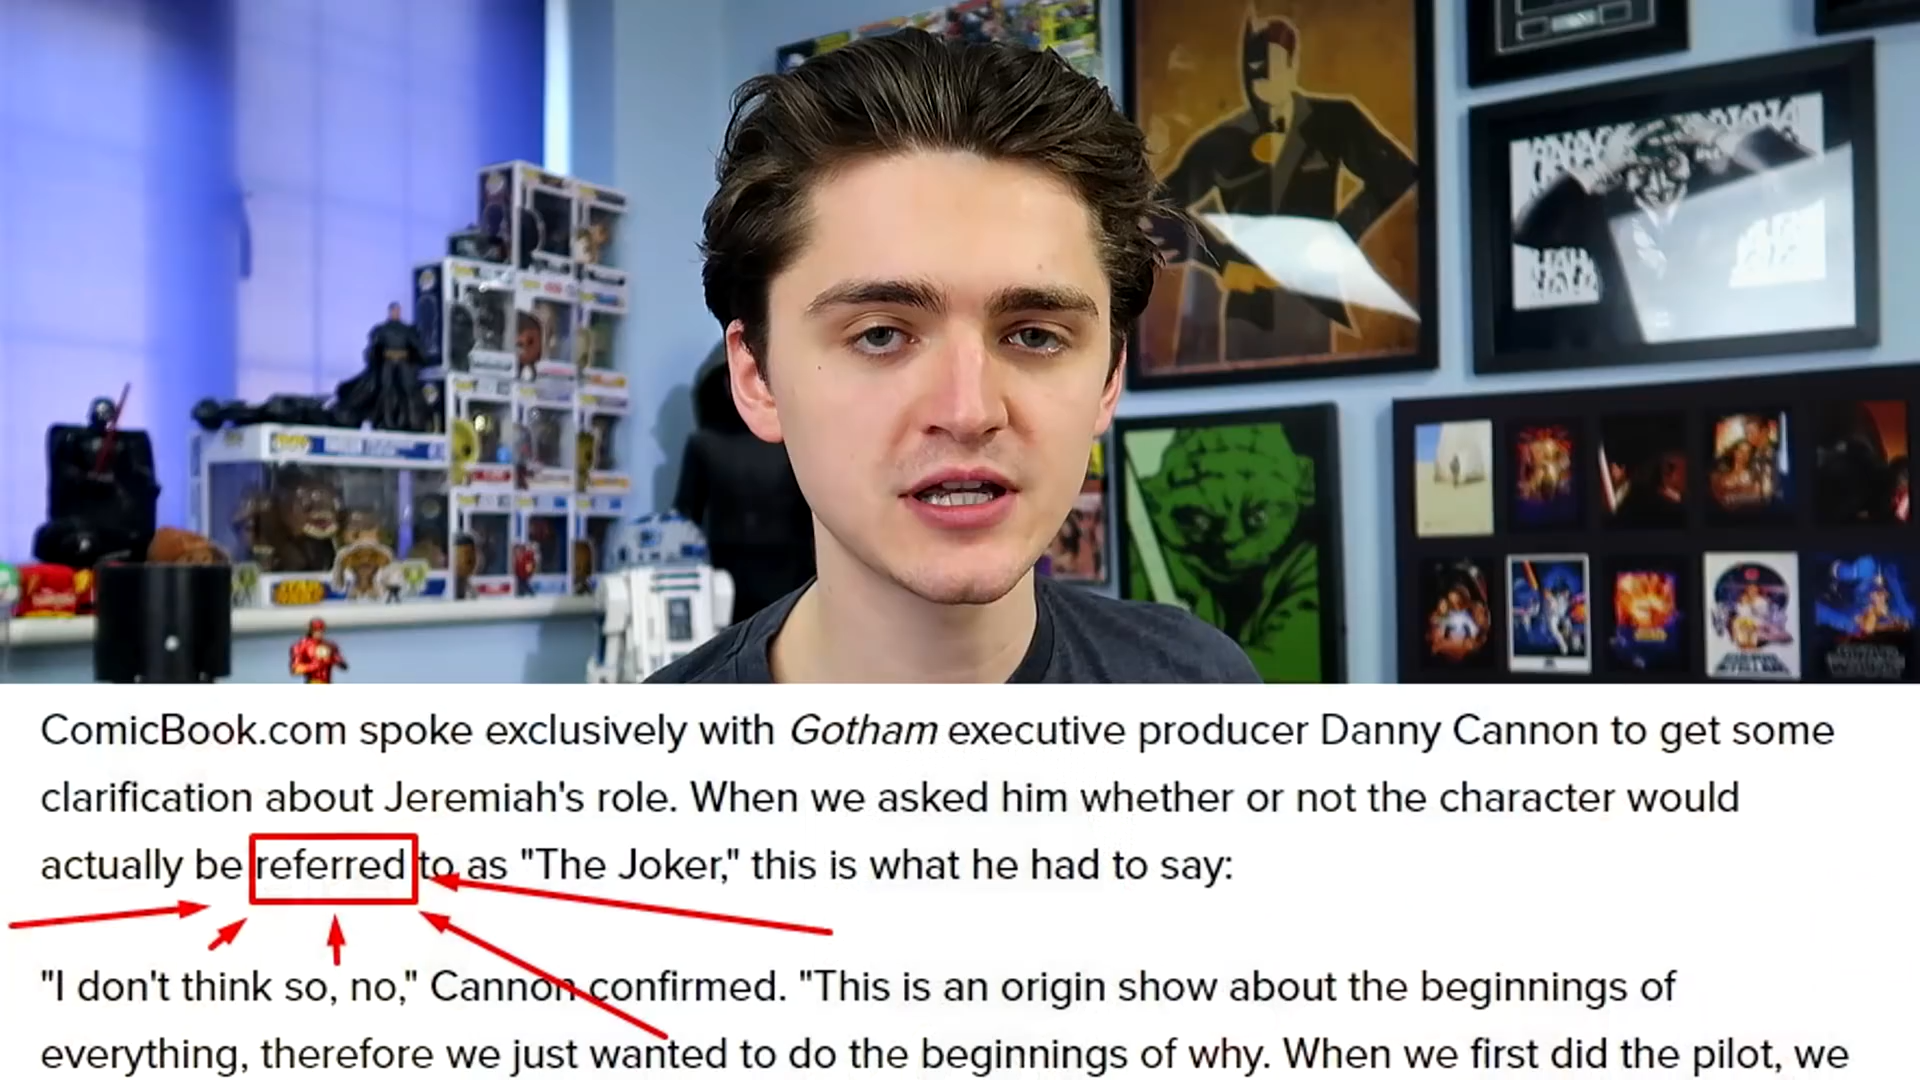 ComicBook.com spoke exclusively with Gotham executive producer Danny Cannon to get some
clarification about Jeremiah's role. When we asked him whether or not the character would
actually be referred to as "The Joker," this is what he had to say:
"I don't think so, no," Cannon confirmed. "This is an origin show about the beginnings of
everything, therefore we just wanted to do the beginnings of why. When we first did the pilot, we